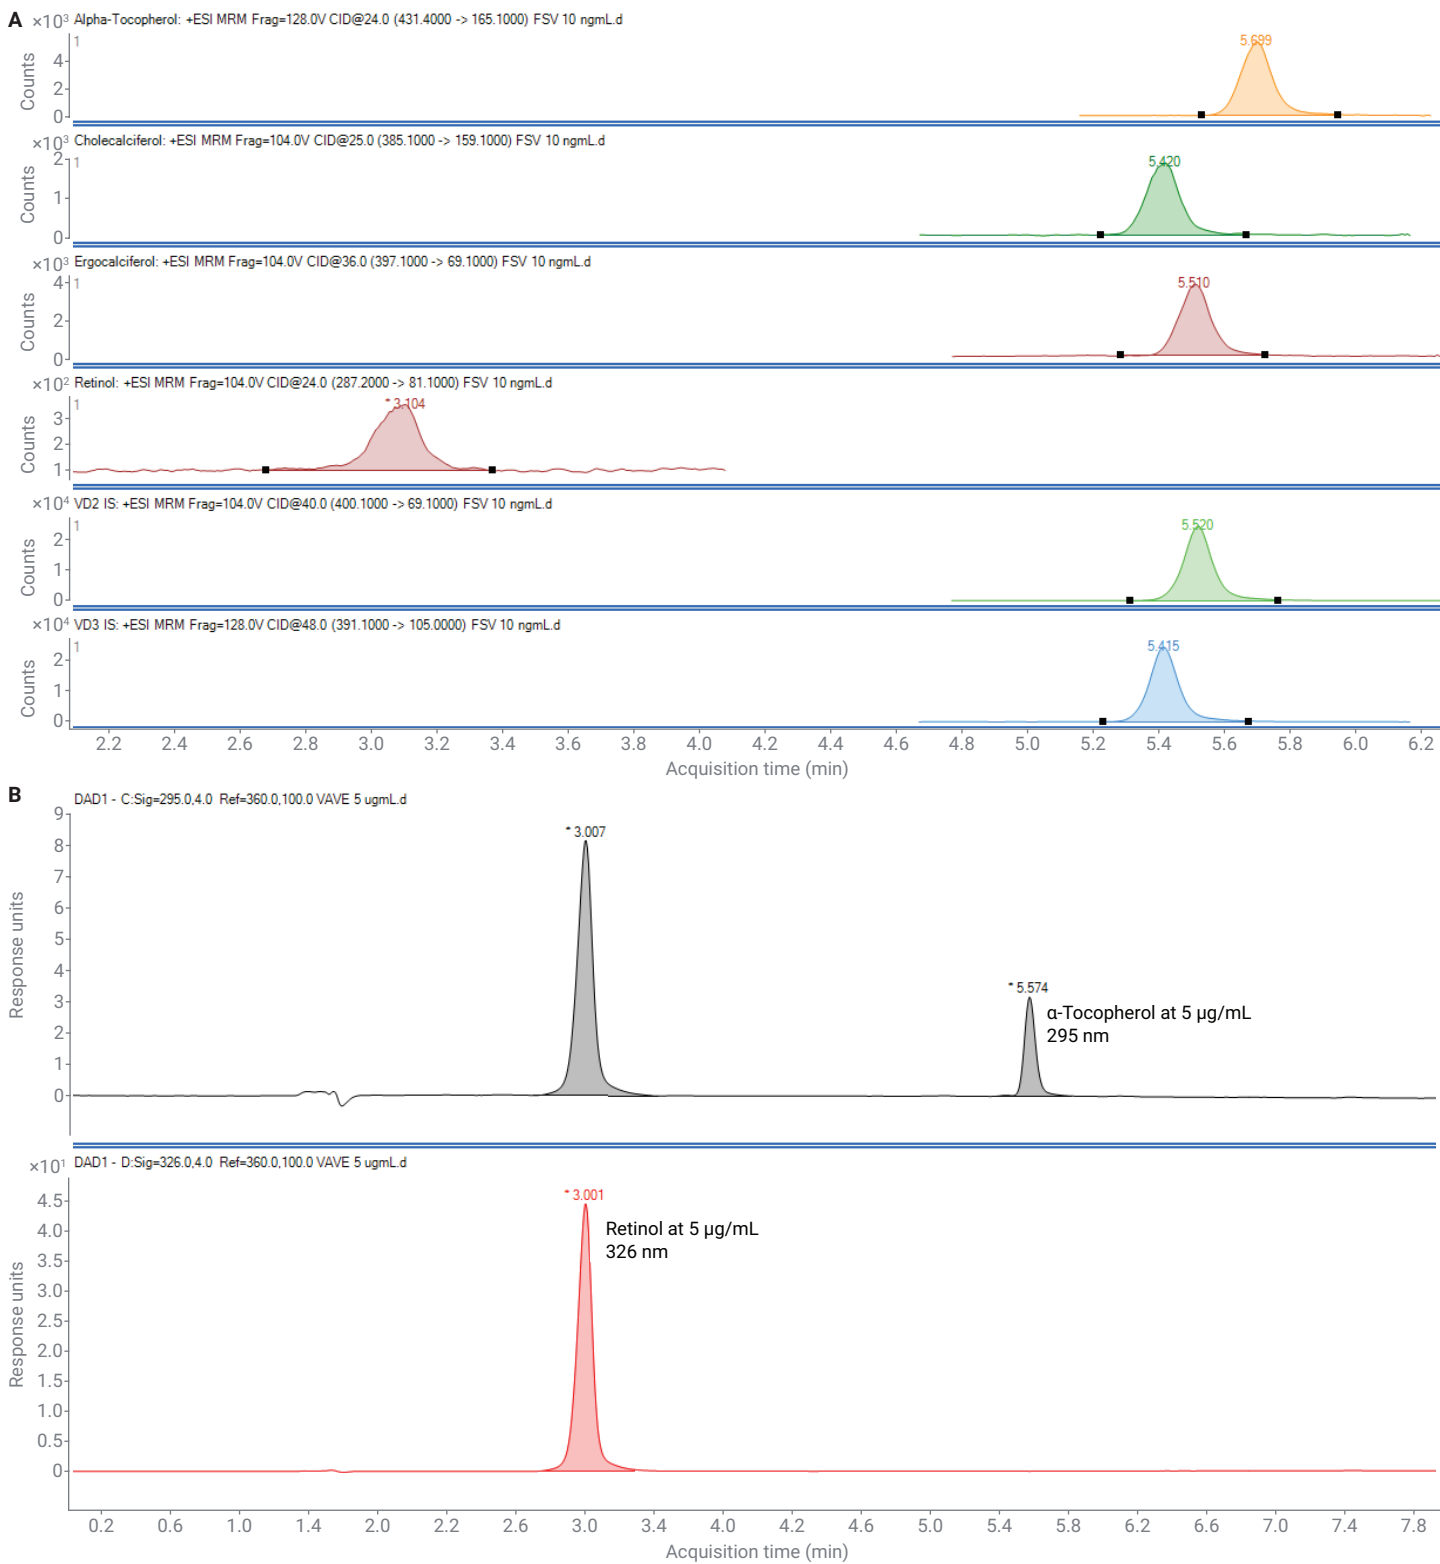 A
×10³ Alpha-Tocopherol: +ESI MRM Frag=128.0V CID@24.0 (431.4000 -> 165.1000) FSV 10 ngmL.d
1
5.699
Counts
4
2
0
×10³ Cholecalciferol: +ESI MRM Frag=104.0V CID@25.0 (385.1000 -> 159.1000) FSV 10 ngmL.d
1
5.420
Counts
2
1
0
×10³ Ergocalciferol: +ESI MRM Frag=104.0V CID@36.0 (397.1000 -> 69.1000) FSV 10 ngmL.d
1
5.510
Counts
4
2
0
×10² Retinol: +ESI MRM Frag=104.0V CID@24.0 (287.2000 -> 81.1000) FSV 10 ngmL.d
1
* 3.104
Counts
3
2
1
×10⁴ VD2 IS: +ESI MRM Frag=104.0V CID@40.0 (400.1000 -> 69.1000) FSV 10 ngmL.d
1
5.520
Counts
2
1
0
×10⁴ VD3 IS: +ESI MRM Frag=128.0V CID@48.0 (391.1000 -> 105.0000) FSV 10 ngmL.d
1
5.415
Counts
2
1
0
2.2 2.4 2.6 2.8 3.0 3.2 3.4 3.6 3.8 4.0 4.2 4.4 4.6 4.8 5.0 5.2 5.4 5.6 5.8 6.0 6.2
Acquisition time (min)
B
DAD1 - C:Sig=295.0,4.0 Ref=360.0,100.0 VAVE 5 ugmL.d
* 3.007
* 5.574
α-Tocopherol at 5 µg/mL
295 nm
Response units
9
8
7
6
5
4
3
2
1
0
×10¹ DAD1 - D:Sig=326.0,4.0 Ref=360.0,100.0 VAVE 5 ugmL.d
* 3.001
Retinol at 5 µg/mL
326 nm
Response units
4.5
4.0
3.5
3.0
2.5
2.0
1.5
1.0
0.5
0
0.2 0.6 1.0 1.4 2.0 2.2 2.6 3.0 3.4 4.0 4.2 4.6 5.0 5.4 5.8 6.2 6.6 7.0 7.4 7.8
Acquisition time (min)